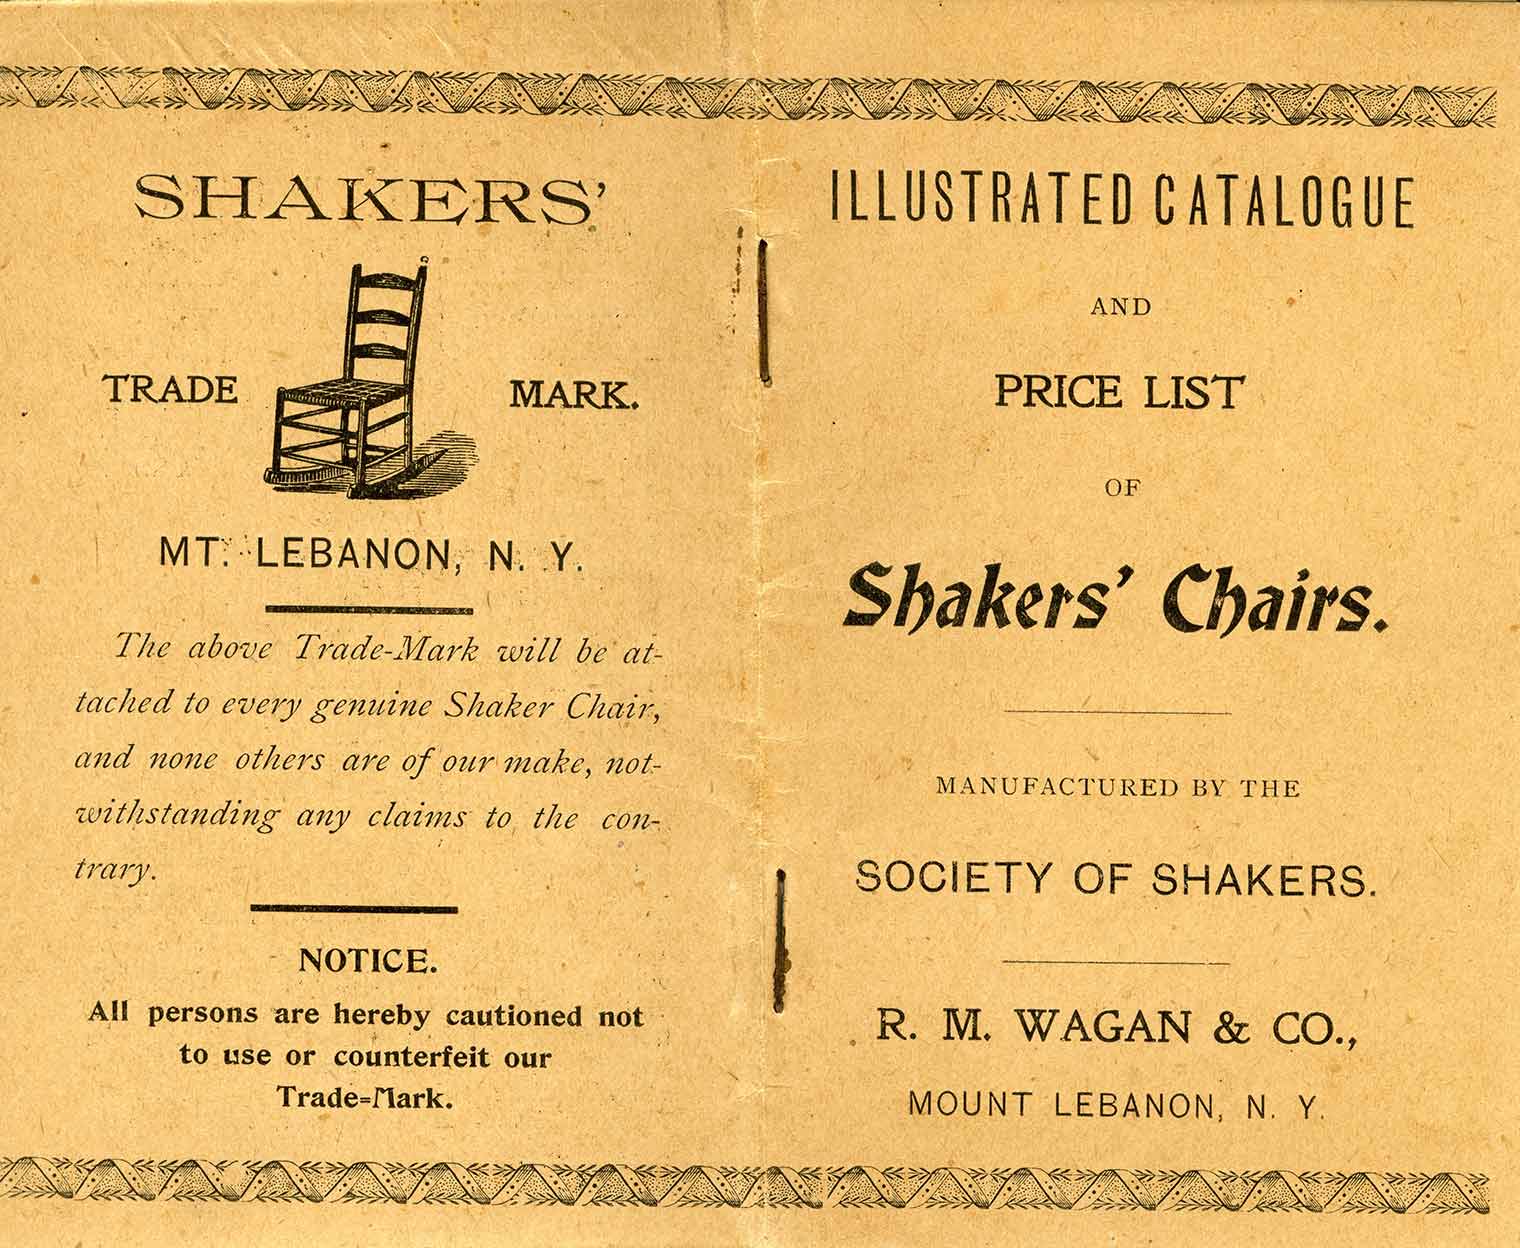 SHAKERS'
TRADE MARK.
MT. LEBANON, N. Y.
The above Trade-Mark will be at-
tached to every genuine Shaker Chair,
and none others are of our make, not-
withstanding any claims to the con-
trary.
NOTICE.
All persons are hereby cautioned not
to use or counterfeit our
Trade-Mark.
ILLUSTRATED CATALOGUE
AND
PRICE LIST
OF
Shakers' Chairs.
MANUFACTURED BY THE
SOCIETY OF SHAKERS.
R. M. WAGAN & CO.,
MOUNT LEBANON, N. Y.